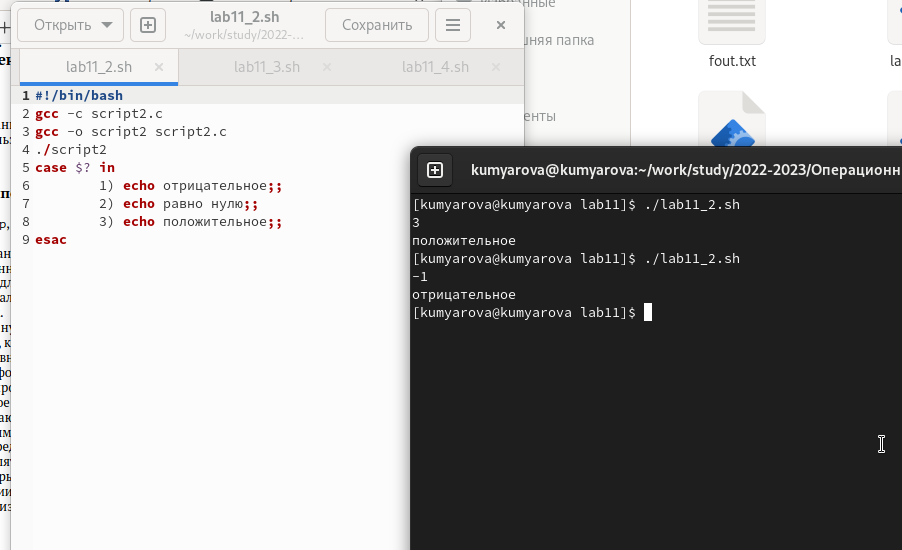 Открыть
lab11_2.sh
~/work/study/2022-...
Сохранить
lab11_2.sh
lab11_3.sh
lab11_4.sh
1 #!/bin/bash
2 gcc -c script2.c
3 gcc -o script2 script2.c
4 ./script2
5 case $? in
6 1) echo отрицательное;;
7 2) echo равно нулю;;
8 3) echo положительное;;
9 esac
fout.txt
kumyarova@kumyarova:~/work/study/2022-2023/Операционн
[kumyarova@kumyarova lab11]$ ./lab11_2.sh
3
положительное
[kumyarova@kumyarova lab11]$ ./lab11_2.sh
-1
отрицательное
[kumyarova@kumyarova lab11]$